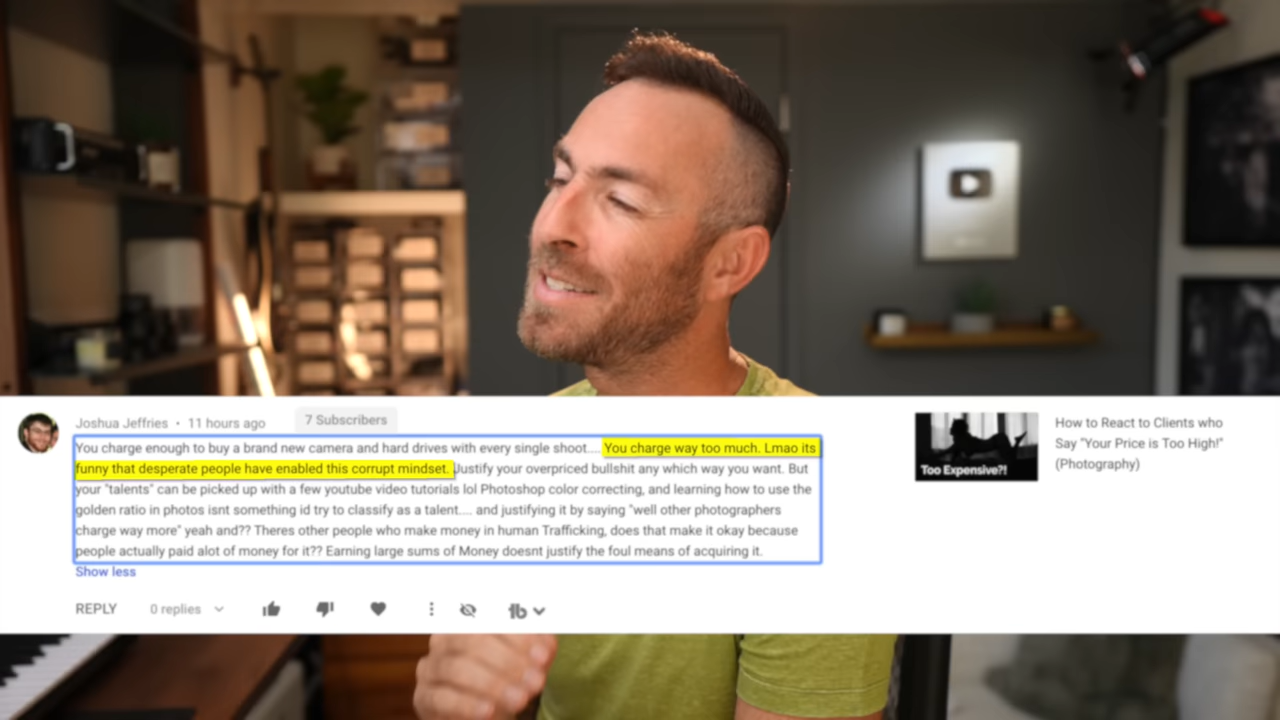 Joshua Jeffries • 11 hours ago 7 Subscribers
You charge enough to buy a brand new camera and hard drives with every single shoot.... You charge way too much. Lmao its
funny that desperate people have enabled this corrupt mindset. Justify your overpriced bullshit any which way you want. But
your "talents" can be picked up with a few youtube video tutorials lol Photoshop color correcting, and learning how to use the
golden ratio in photos isnt something id try to classify as a talent.... and justifying it by saying "well other photographers
charge way more" yeah and?? Theres other people who make money in human Trafficking, does that make it okay because
people actually paid alot of money for it?? Earning large sums of Money doesnt justify the foul means of acquiring it.
Show less
REPLY 0 replies
Too Expensive?!
How to React to Clients who
Say "Your Price is Too High!"
(Photography)